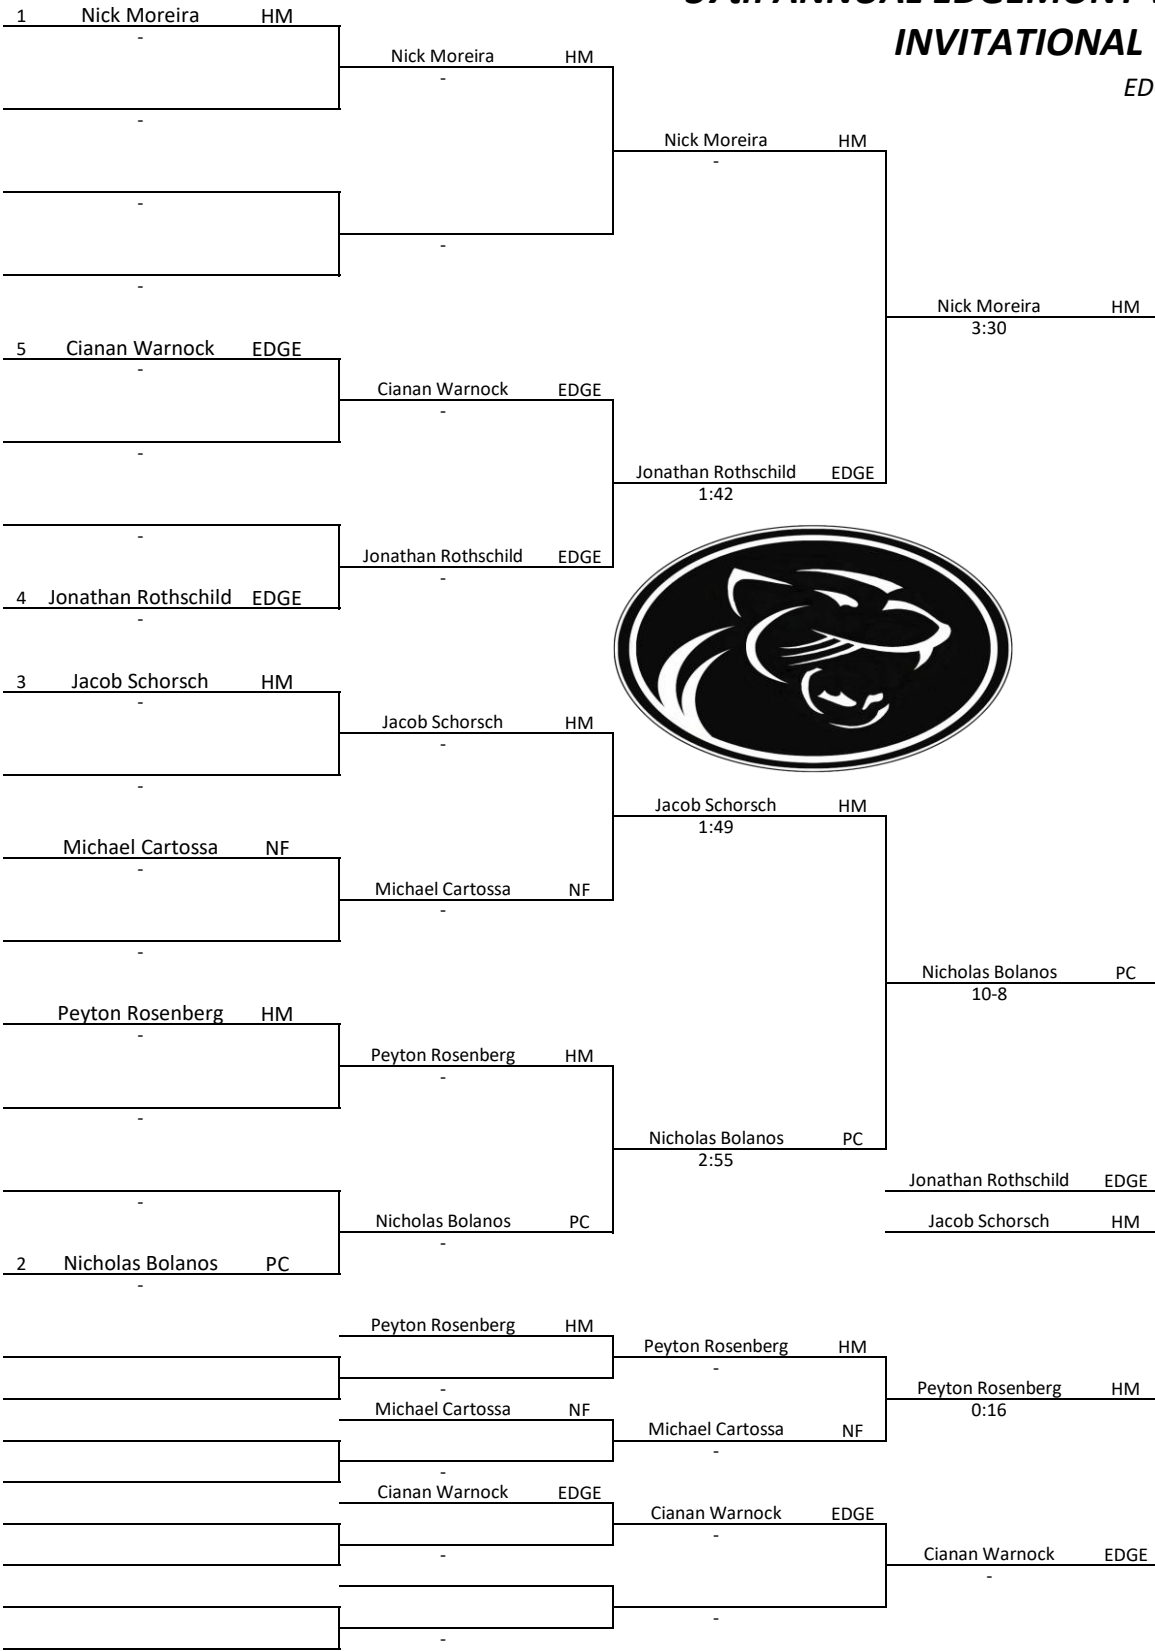 INVITATIONAL
1 Nick Moreira HM
-
-
-
-
5 Cianan Warnock EDGE
-
-
-
4 Jonathan Rothschild EDGE
-
3 Jacob Schorsch HM
-
-
Michael Cartossa NF
-
-
Peyton Rosenberg HM
-
-
-
2 Nicholas Bolanos PC
-
Nick Moreira HM
-
-
Cianan Warnock EDGE
-
Jonathan Rothschild EDGE
-
Jacob Schorsch HM
-
Michael Cartossa NF
-
Peyton Rosenberg HM
-
Nicholas Bolanos PC
-
Peyton Rosenberg HM
-
Michael Cartossa NF
-
Cianan Warnock EDGE
-
-
Nick Moreira HM
-
Jonathan Rothschild EDGE
1:42
Jacob Schorsch HM
1:49
Nicholas Bolanos PC
2:55
Peyton Rosenberg HM
-
Michael Cartossa NF
-
Cianan Warnock EDGE
-
-
Nick Moreira HM
3:30
Nicholas Bolanos PC
10-8
Jonathan Rothschild EDGE
Jacob Schorsch HM
Peyton Rosenberg HM
0:16
Cianan Warnock EDGE
-